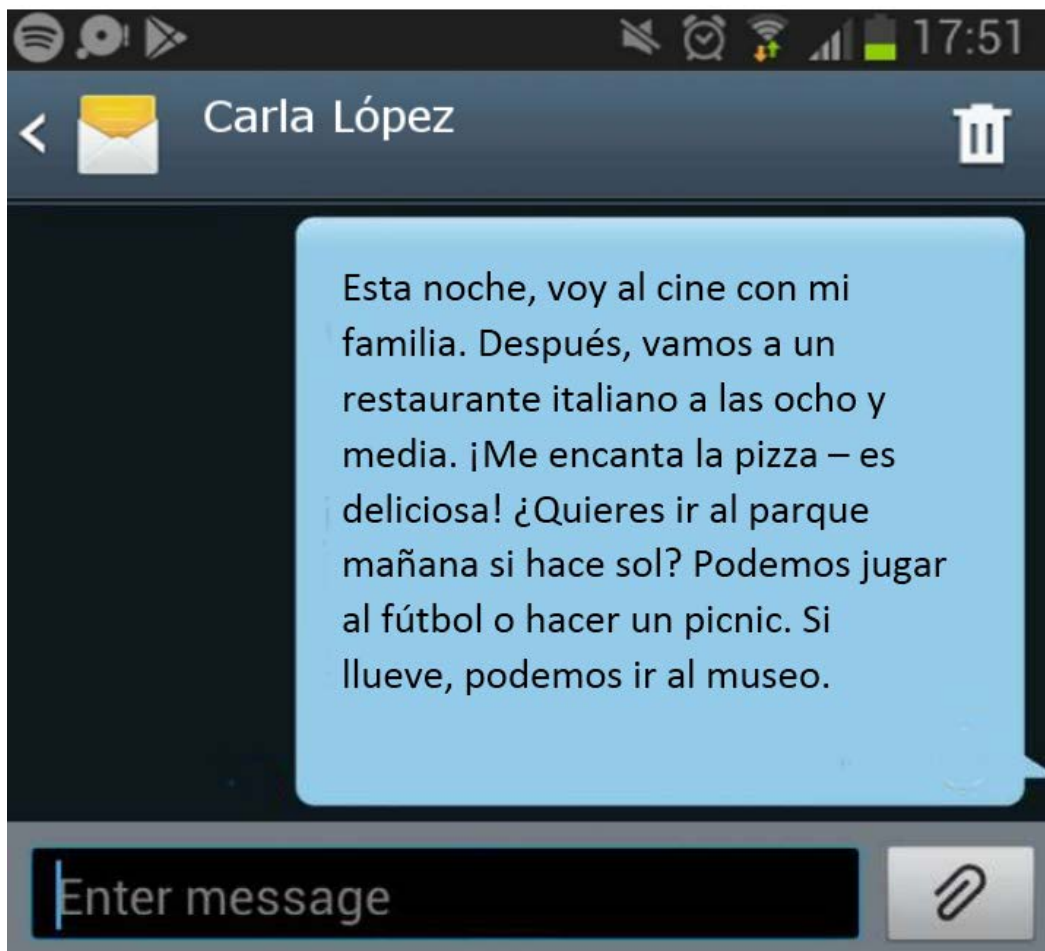 17:51
Carla López
Esta noche, voy al cine con mi
familia. Después, vamos a un
restaurante italiano a las ocho y
media. ¡Me encanta la pizza – es
deliciosa! ¿Quieres ir al parque
mañana si hace sol? Podemos jugar
al fútbol o hacer un picnic. Si
llueve, podemos ir al museo.
Enter message